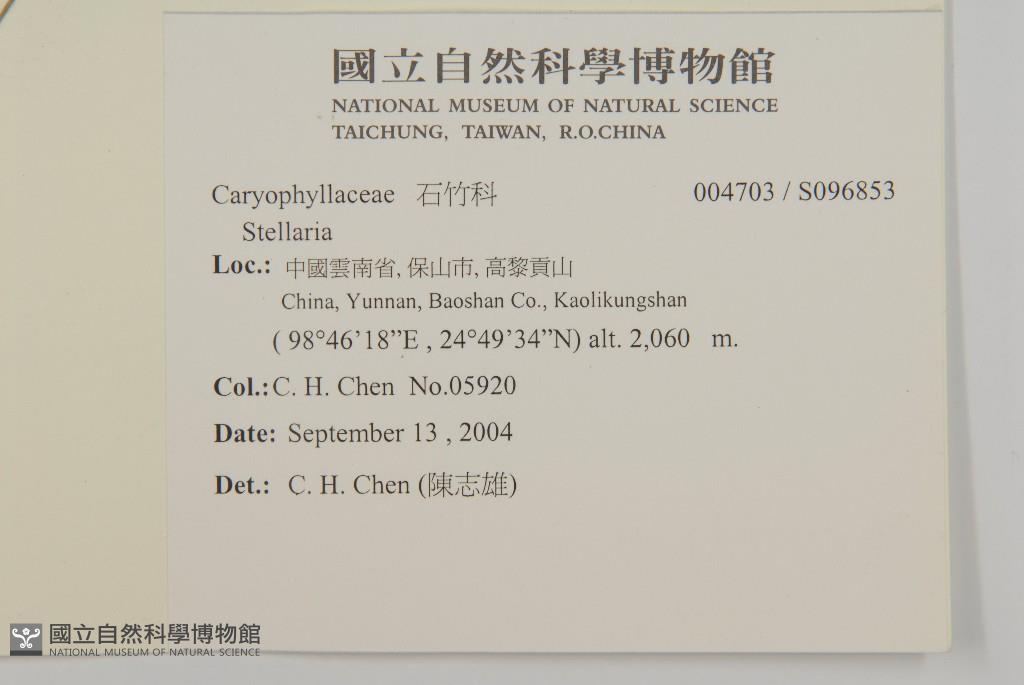 國立自然科學博物館
NATIONAL MUSEUM OF NATURAL SCIENCE
TAICHUNG, TAIWAN, R.O.CHINA
Caryophyllaceae 石竹科 004703 / S096853
Stellaria
Loc.: 中國雲南省, 保山市, 高黎貢山
China, Yunnan, Baoshan Co., Kaolikungshan
( 98°46’18”E , 24°49’34”N) alt. 2,060 m.
Col.: C. H. Chen No.05920
Date: September 13 , 2004
Det.: C. H. Chen (陳志雄)
國立自然科學博物館
NATIONAL MUSEUM OF NATURAL SCIENCE